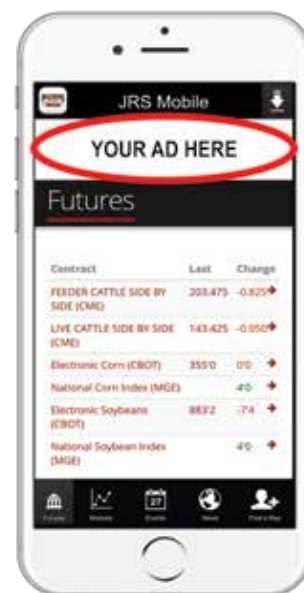 JRS Mobile
YOUR AD HERE
Futures
Contract Last Change
FEEDER CATTLE SIDE BY 203.475 -0.825
SIDE (CME)
LIVE CATTLE SIDE BY SIDE 143.425 -0.050
(CME)
Electronic Corn (CBOT) 355'0 0'0
National Corn Index (MGE) 4'0
Electronic Soybeans 883'2 -7'4
(CBOT)
National Soybean Index 4'0
(MGE)
27
Futures Markets Events News Find a Rep